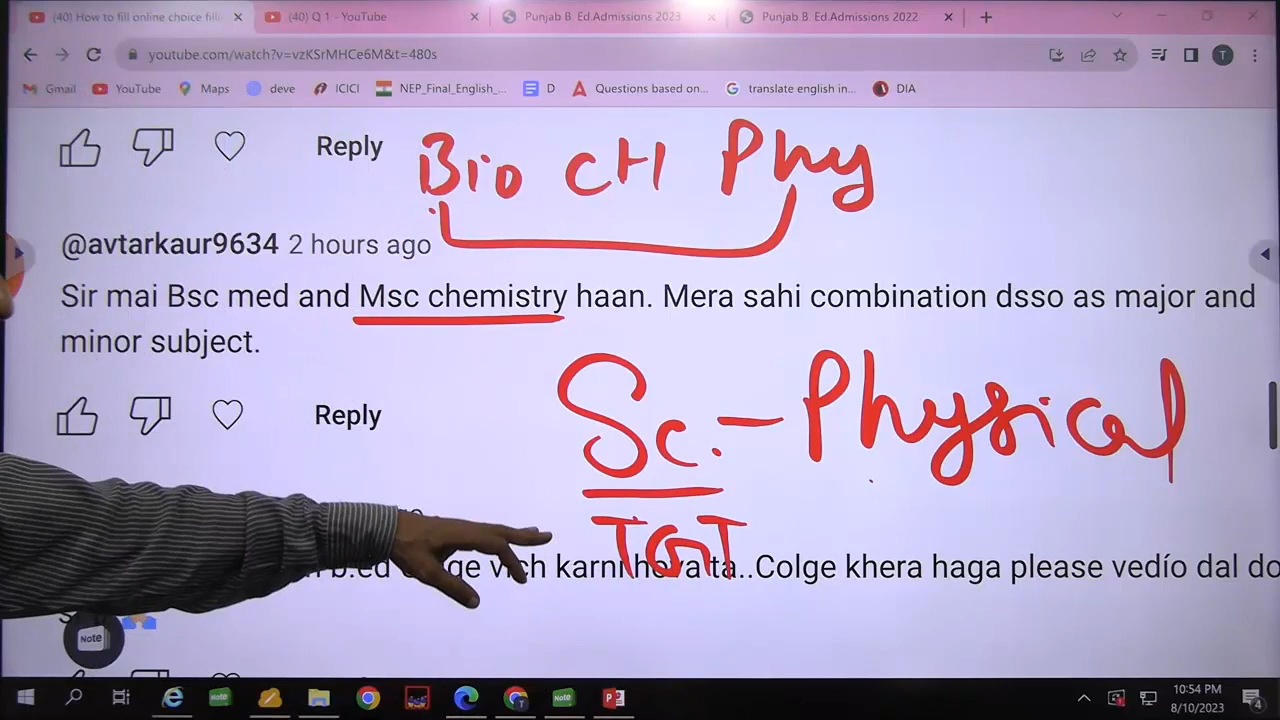 (40) How to fill online choice fill
(40) Q 1 - YouTube
Punjab B. Ed.Admissions 2023
Punjab B. Ed.Admissions 2022
youtube.com/watch?v=vzKSrMHCe6M&t=480s
T
Gmail YouTube Maps deve ICICI NEP_Final_English_... D Questions based on... translate english in... DIA
Reply
Bio CH Phy
@avtarkaur9634 2 hours ago
Sir mai Bsc med and Msc chemistry haan. Mera sahi combination dsso as major and
minor subject.
Sc. - Physical
Reply
TGT
b.ed vich karni hova ta..Colge khera haga please vedío dal do
Note
10:54 PM
8/10/2023
4